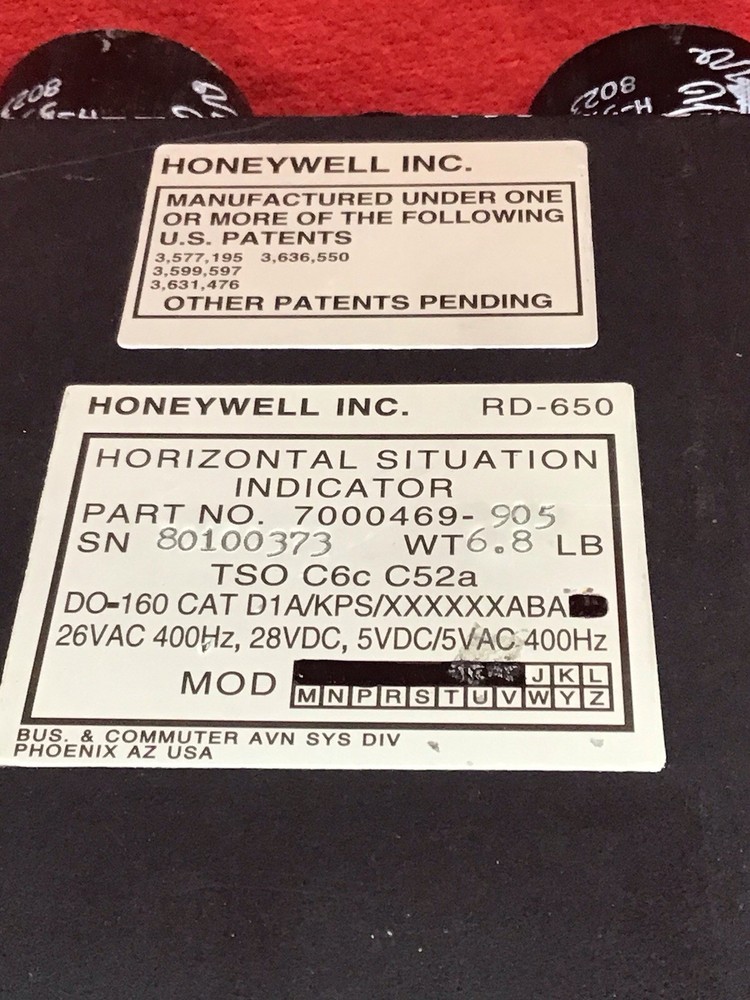 HONEYWELL INC.
MANUFACTURED UNDER ONE
OR MORE OF THE FOLLOWING
U.S. PATENTS
3,577,195 3,636,550
3,599,597
3,631,476
OTHER PATENTS PENDING
HONEYWELL INC. RD-650
HORIZONTAL SITUATION
INDICATOR
PART NO. 7000469- 905
SN 80100373 WT 6.8 LB
TSO C6c C52a
DO-160 CAT D1A/KPS/XXXXXXABA
26VAC 400Hz, 28VDC, 5VDC/5VAC 400Hz
MOD J K L
M N P R S T U V W Y Z
BUS. & COMMUTER AVN SYS DIV
PHOENIX AZ USA